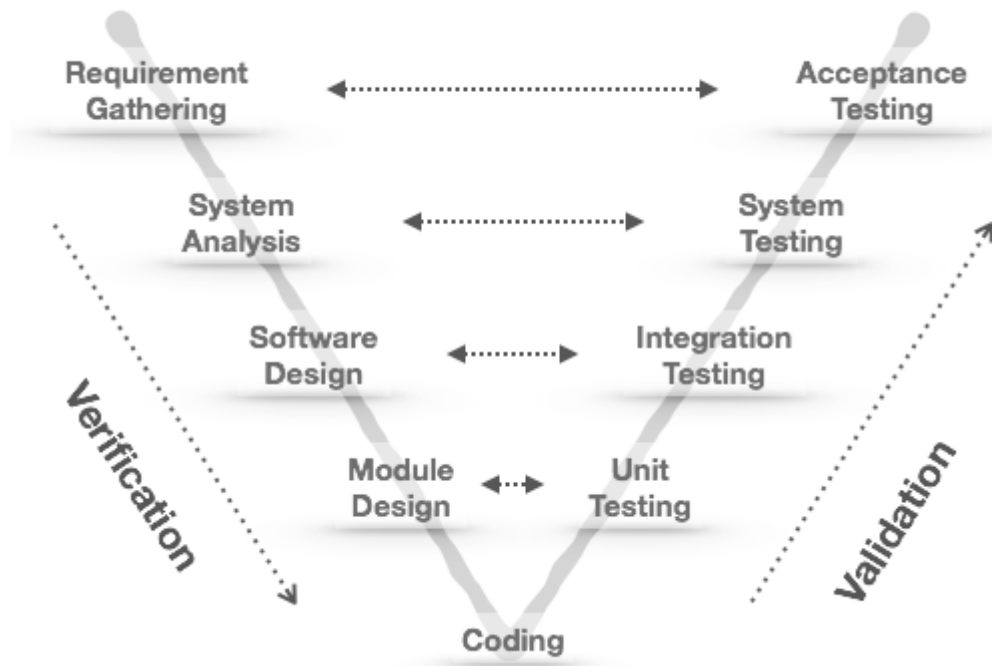 Requirement
Gathering
Acceptance
Testing
System
Analysis
System
Testing
Software
Design
Integration
Testing
Module
Design
Unit
Testing
Verification
Validation
Coding